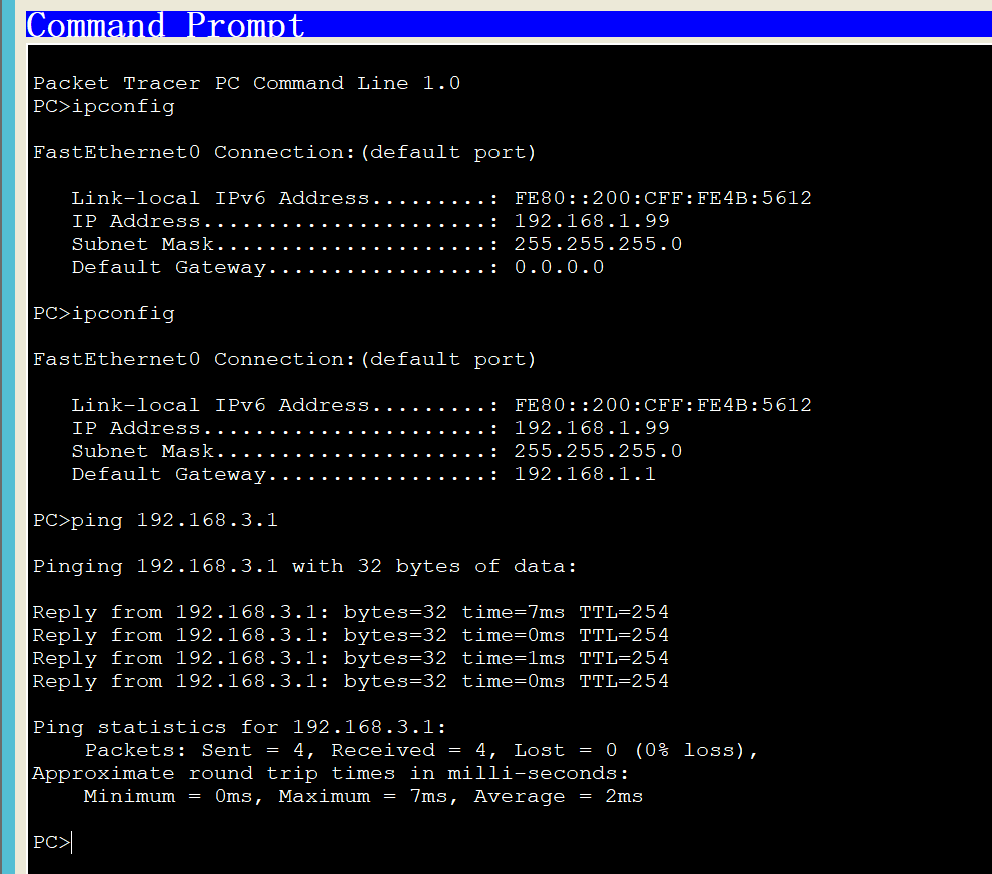 Command Prompt
Packet Tracer PC Command Line 1.0
PC>ipconfig
FastEthernet0 Connection:(default port)
Link-local IPv6 Address.........: FE80::200:CFF:FE4B:5612
IP Address......................: 192.168.1.99
Subnet Mask.....................: 255.255.255.0
Default Gateway.................: 0.0.0.0
PC>ipconfig
FastEthernet0 Connection:(default port)
Link-local IPv6 Address.........: FE80::200:CFF:FE4B:5612
IP Address......................: 192.168.1.99
Subnet Mask.....................: 255.255.255.0
Default Gateway.................: 192.168.1.1
PC>ping 192.168.3.1
Pinging 192.168.3.1 with 32 bytes of data:
Reply from 192.168.3.1: bytes=32 time=7ms TTL=254
Reply from 192.168.3.1: bytes=32 time=0ms TTL=254
Reply from 192.168.3.1: bytes=32 time=1ms TTL=254
Reply from 192.168.3.1: bytes=32 time=0ms TTL=254
Ping statistics for 192.168.3.1:
Packets: Sent = 4, Received = 4, Lost = 0 (0% loss),
Approximate round trip times in milli-seconds:
Minimum = 0ms, Maximum = 7ms, Average = 2ms
PC>